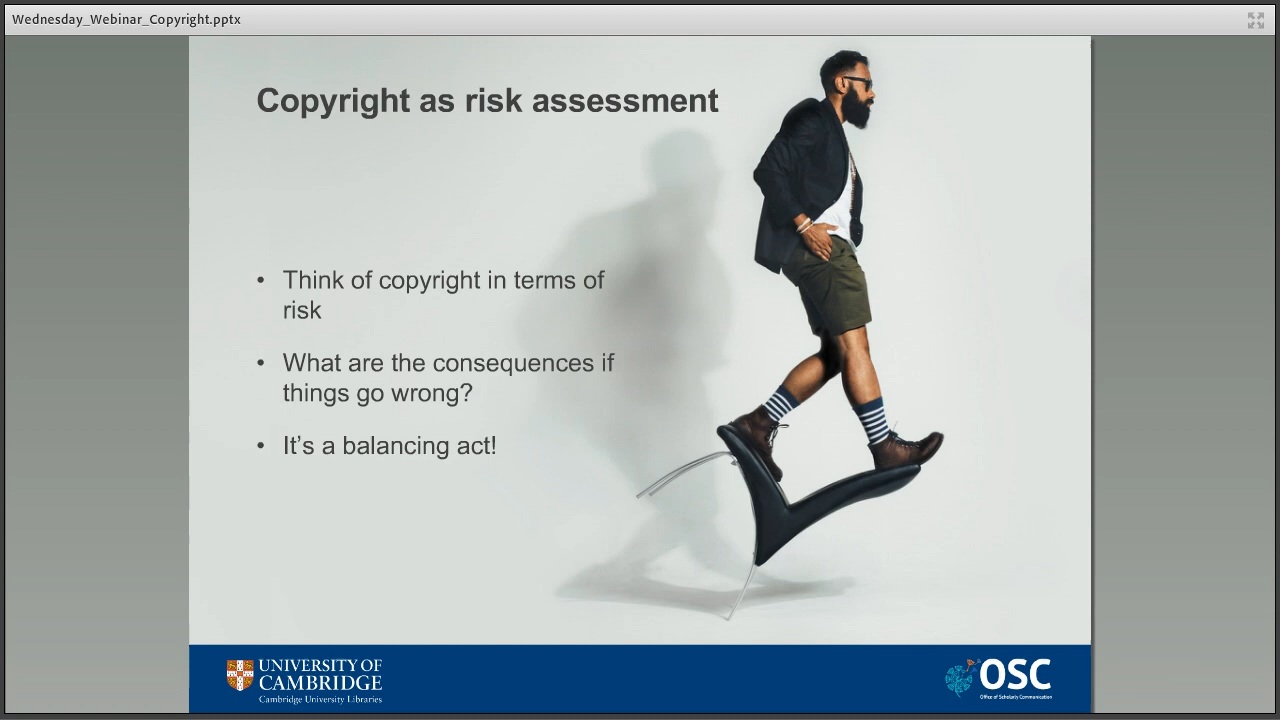 Wednesday_Webinar_Copyright.pptx
Copyright as risk assessment
• Think of copyright in terms of
risk
• What are the consequences if
things go wrong?
• It's a balancing act!
UNIVERSITY OF
CAMBRIDGE
Cambridge University Libraries
OSC
Office of Scholarly Communication